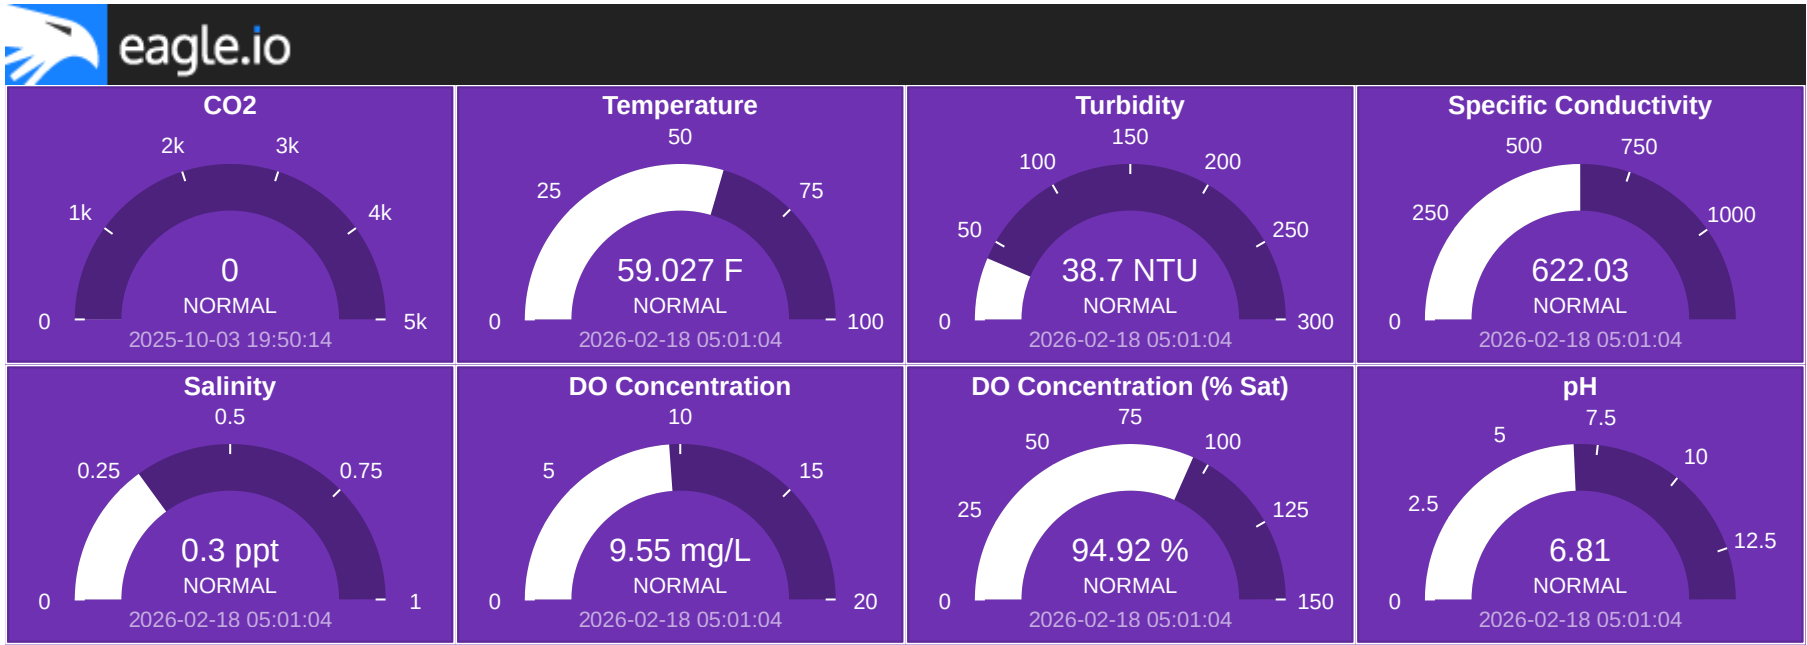 eagle.io
CO2
0
1k
2k
3k
4k
5k
0
NORMAL
2025-10-03 19:50:14
Temperature
0
25
50
75
100
59.027 F
NORMAL
2026-02-18 05:01:04
Turbidity
0
50
100
150
200
250
300
38.7 NTU
NORMAL
2026-02-18 05:01:04
Specific Conductivity
0
250
500
750
1000
622.03
NORMAL
2026-02-18 05:01:04
Salinity
0
0.25
0.5
0.75
1
0.3 ppt
NORMAL
2026-02-18 05:01:04
DO Concentration
0
5
10
15
20
9.55 mg/L
NORMAL
2026-02-18 05:01:04
DO Concentration (% Sat)
0
25
50
75
100
125
150
94.92 %
NORMAL
2026-02-18 05:01:04
pH
0
2.5
5
7.5
10
12.5
6.81
NORMAL
2026-02-18 05:01:04